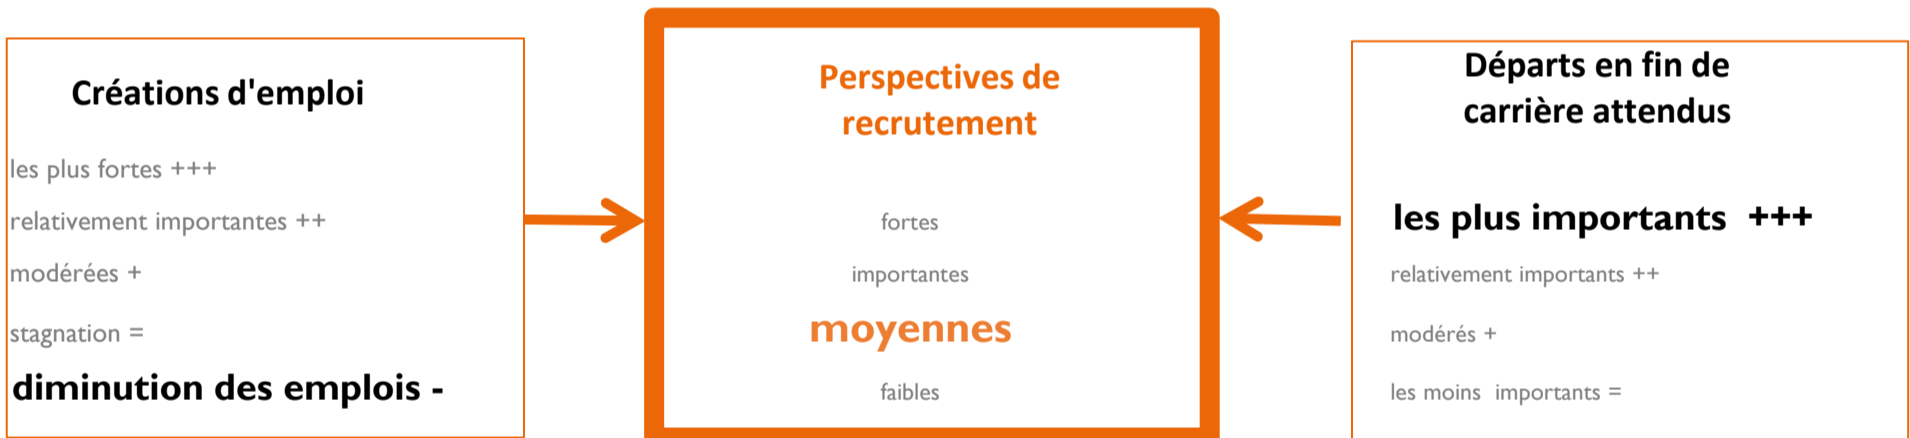 Créations d'emploi
les plus fortes +++
relativement importantes ++
modérées +
stagnation =
diminution des emplois -
Perspectives de
recrutement
fortes
importantes
moyennes
faibles
Départs en fin de
carrière attendus
les plus importants +++
relativement importants ++
modérés +
les moins importants =